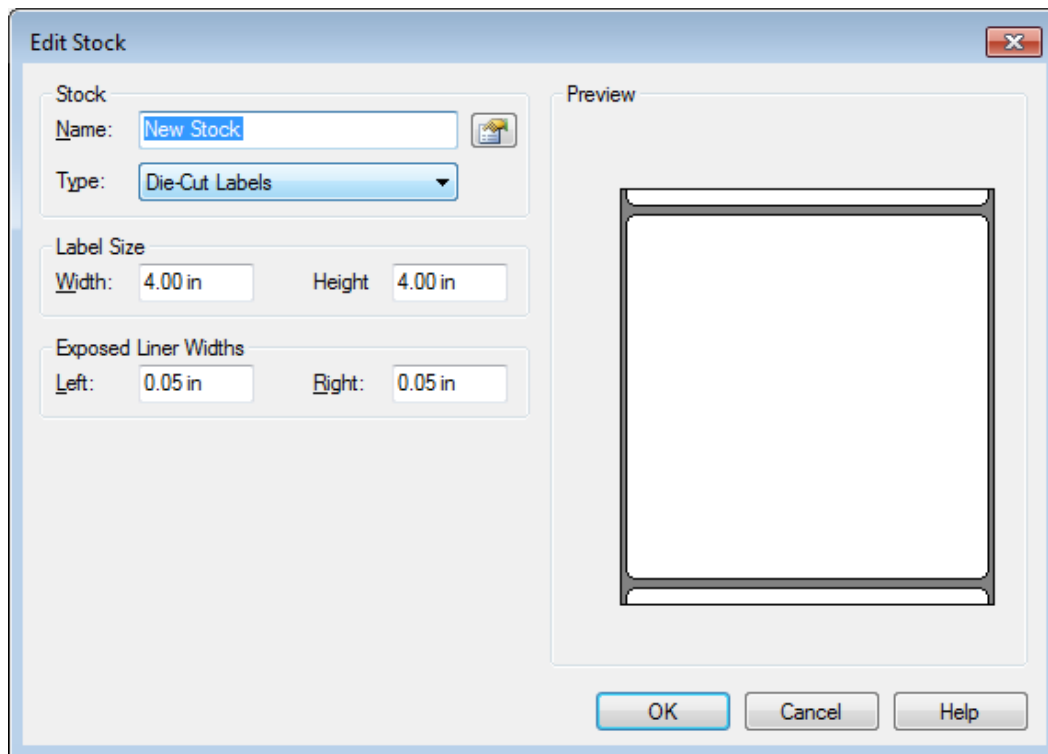 Edit Stock
Stock
Name: New Stock
Type: Die-Cut Labels
Label Size
Width: 4.00 in Height 4.00 in
Exposed Liner Widths
Left: 0.05 in Right: 0.05 in
Preview
OK Cancel Help